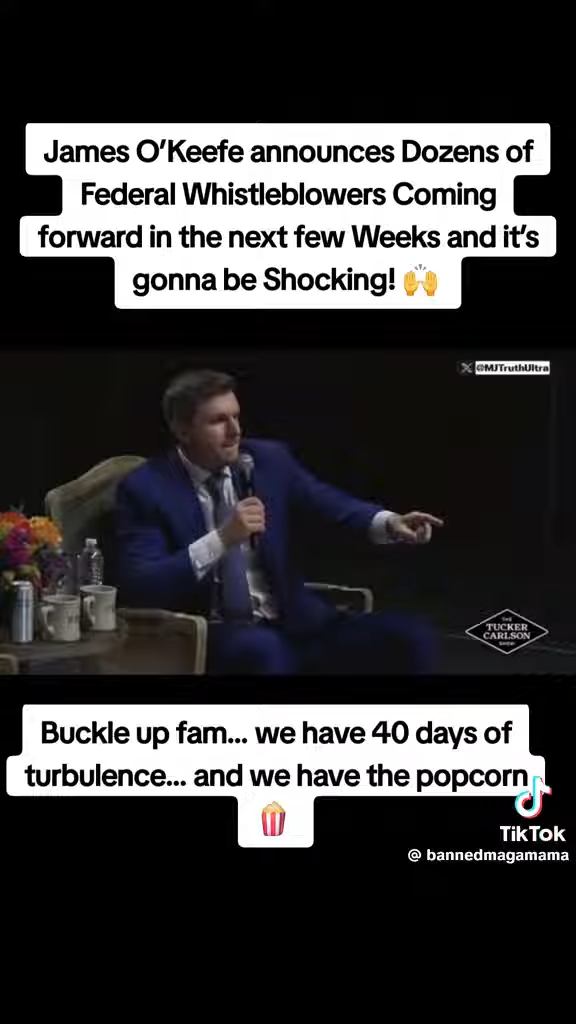 James O’Keefe announces Dozens of
Federal Whistleblowers Coming
forward in the next few Weeks and it’s
gonna be Shocking! 🙌
X @MJTruthUltra
THE
TUCKER
CARLSON
SHOW
Buckle up fam... we have 40 days of
turbulence... and we have the popcorn
🍿
TikTok
@ bannedmagamama